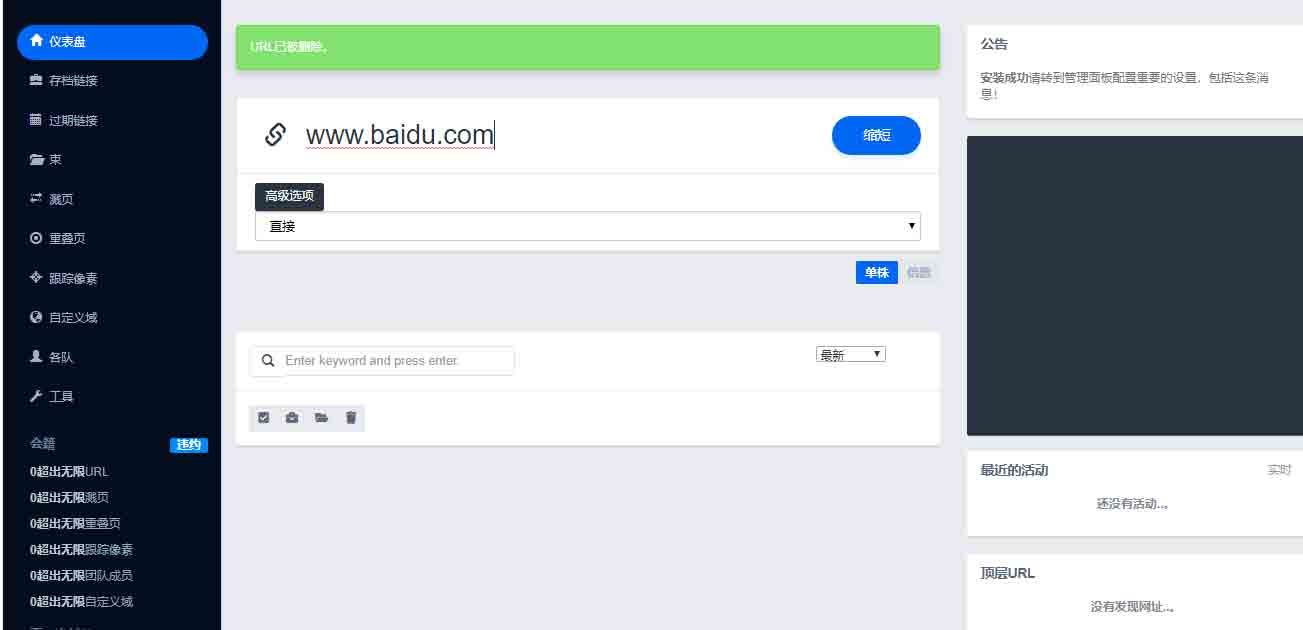 仪表盘
存档链接
过期链接
束
溅页
重叠页
跟踪像素
自定义域
各队
工具
会籍 违约
0超出无限URL
0超出无限溅页
0超出无限重叠页
0超出无限跟踪像素
0超出无限团队成员
0超出无限自定义域
URL已被删除。
www.baidu.com
缩短
高级选项
直接
单株
倍数
Enter keyword and press enter.
最新
公告
安装成功请转到管理面板配置重要的设置，包括这条消
息！
最近的活动 实时
还没有活动..。
顶层URL
没有发现网址..。